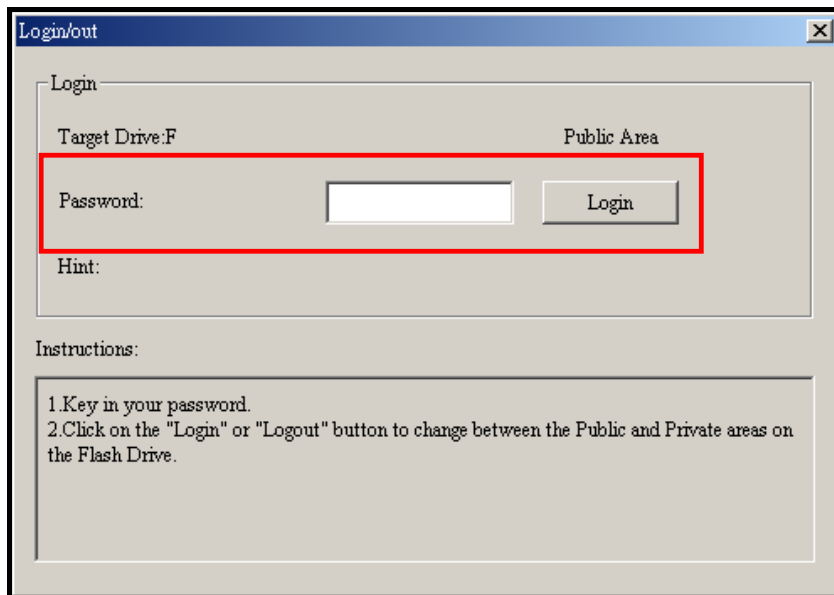 Login/out
Login
Target Drive:F Public Area
Password: Login
Hint:
Instructions:
1.Key in your password.
2.Click on the "Login" or "Logout" button to change between the Public and Private areas on
the Flash Drive.